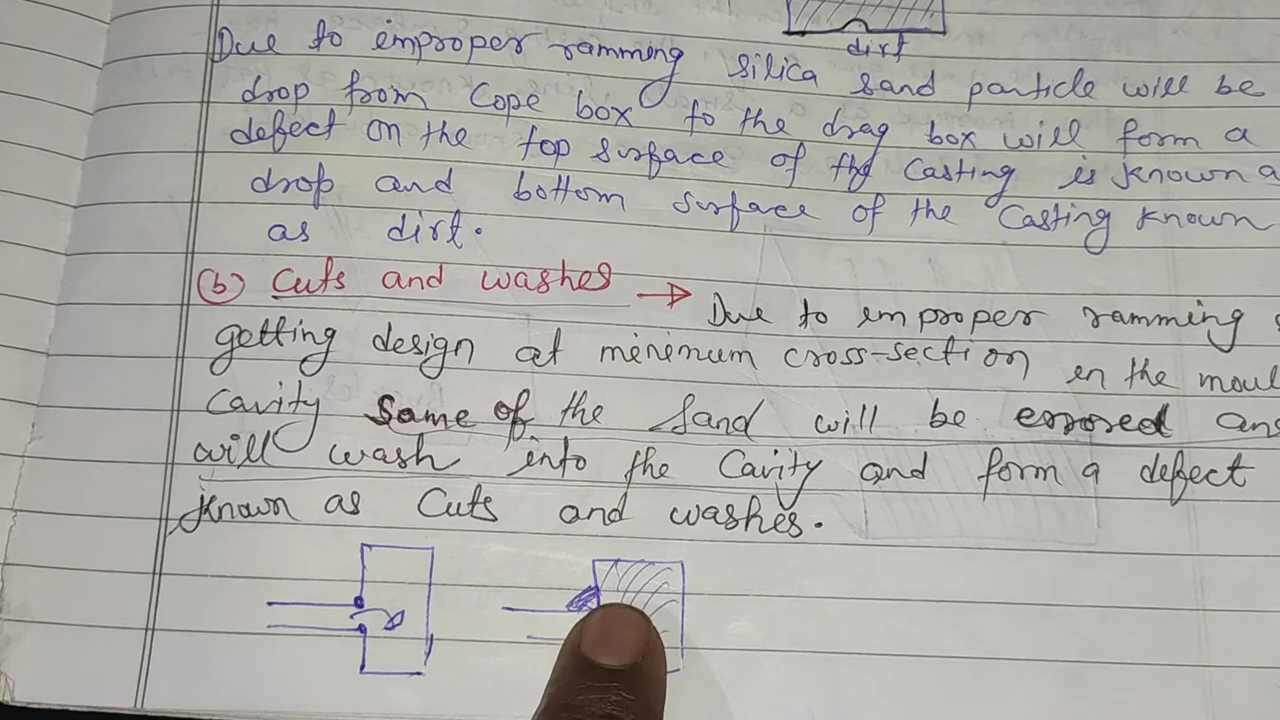 dirt
Due to improper ramming silica sand particle will be
drop from Cope box to the drag box will form a
defect on the top surface of the Casting is known a
drop and bottom surface of the Casting known
as dirt.
(b) Cuts and washes → Due to improper ramming
getting design at minimum cross-section in the moul
Cavity Some of the Sand will be errored and
will wash into the Cavity and form a defect
known as Cuts and washes.